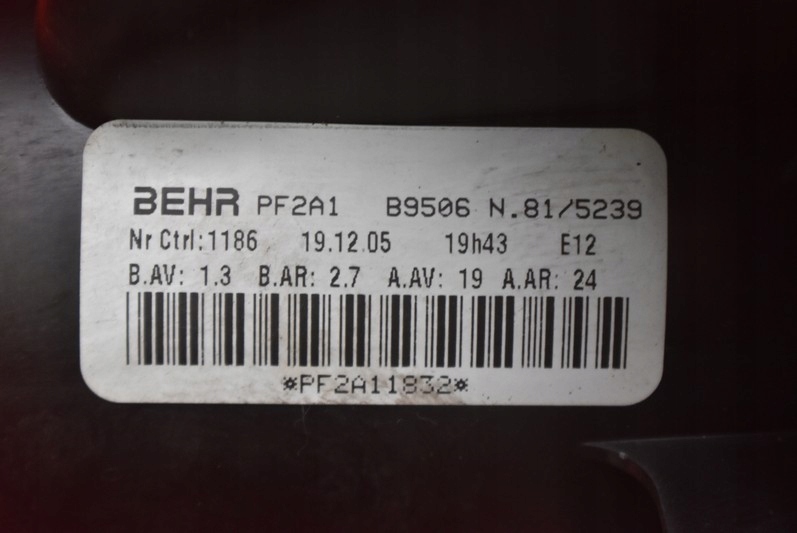 BEHR PF2A1 B9506 N.81/5239
Nr Ctrl:1186 19.12.05 19h43 E12
B.AV: 1.3 B.AR: 2.7 A.AV: 19 A.AR: 24
*PF2A11832*